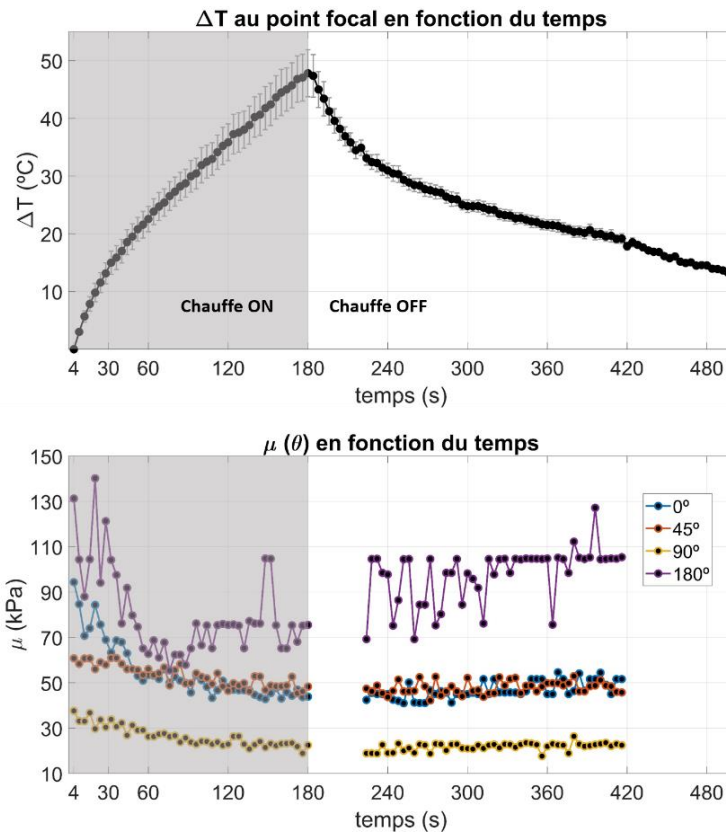 ΔT au point focal en fonction du temps
50
40
30
20
10
ΔT (ºC)
Chauffe ON
Chauffe OFF
4 30 60 120 180 240 300 360 420 480
temps (s)
μ (θ) en fonction du temps
150
130
110
90
70
50
30
10
μ (kPa)
0º
45º
90º
180º
4 30 60 120 180 240 300 360 420 480
temps (s)